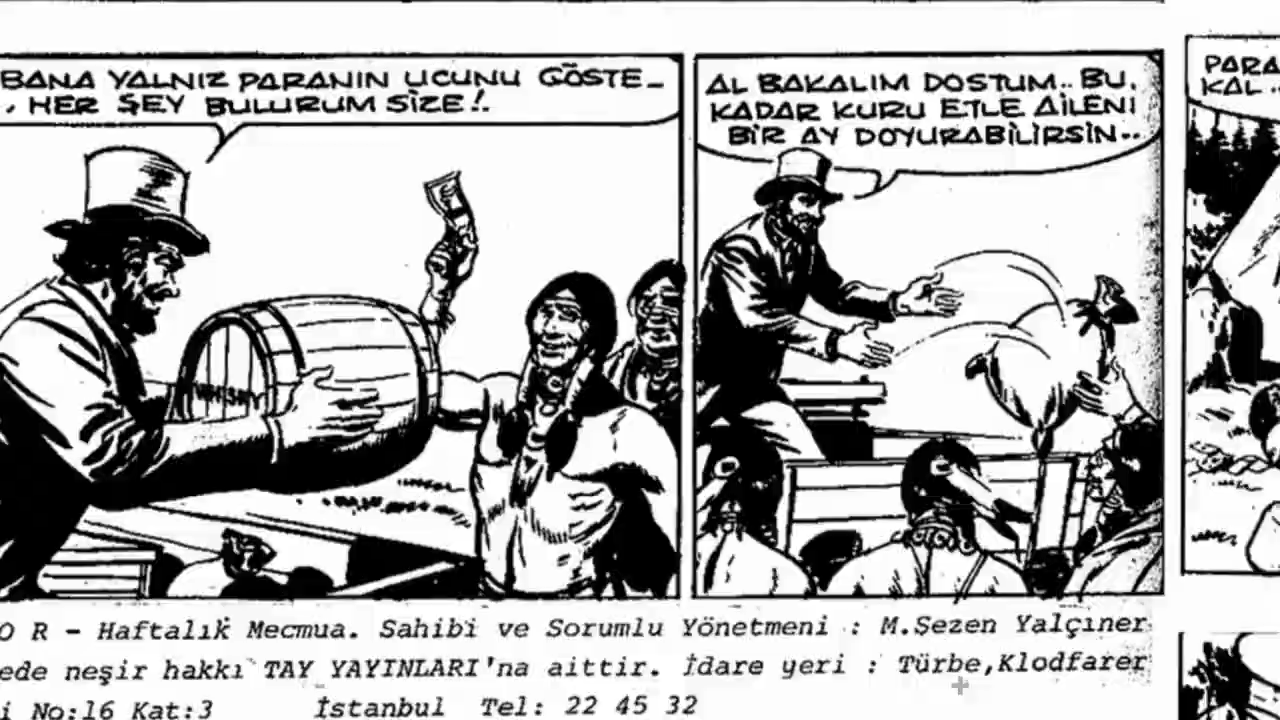 BANA YALNIZ PARANIN UCUNU GÖSTE_
. HER ŞEY BULURUM SİZE!.
AL BAKALIM DOSTUM.. BU.
KADAR KURU ETLE AİLENİ
BİR AY DOYURABİLİRSİN..
PARA
KAL..
WHISKY
O R - Haftalık Mecmua. Sahibi ve Sorumlu Yönetmeni : M.Sezen Yalçıner
ede neşir hakkı TAY YAYINLARI'na aittir. İdare yeri : Türbe,Klodfarer
i No:16 Kat:3 İstanbul Tel: 22 45 32